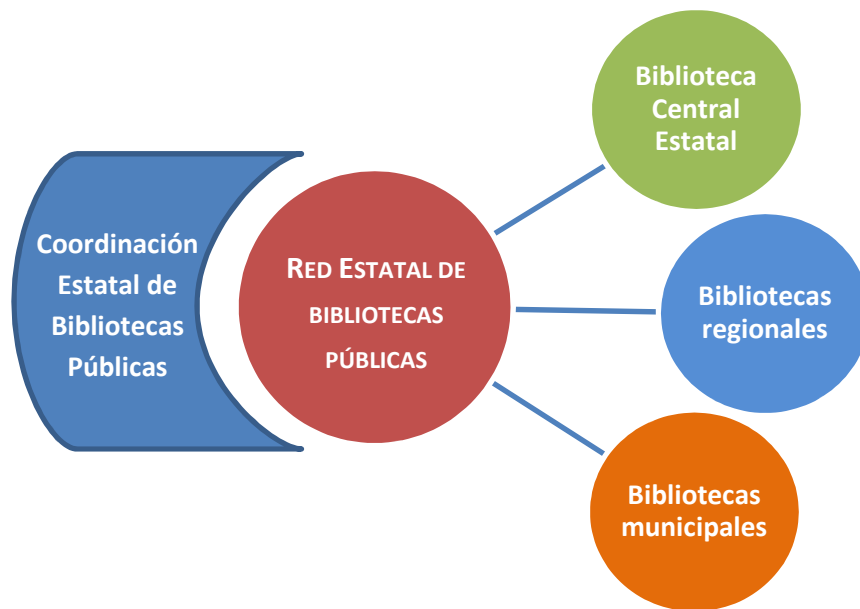 Coordinación
Estatal de
Bibliotecas
Públicas
RED ESTATAL DE
BIBLIOTECAS
PÚBLICAS
Biblioteca
Central
Estatal
Bibliotecas
regionales
Bibliotecas
municipales